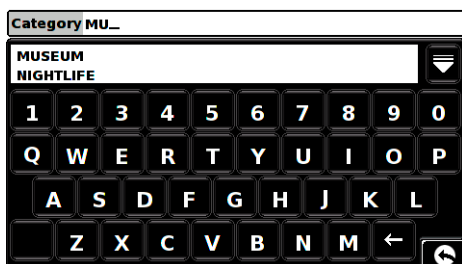 Category MU_
MUSEUM
NIGHTLIFE
1 2 3 4 5 6 7 8 9 0
Q W E R T Y U I O P
A S D F G H J K L
Z X C V B N M ←